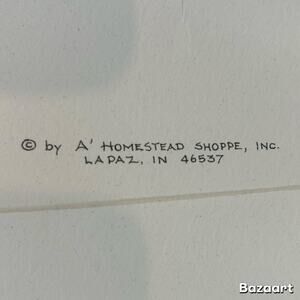 © by A' HOMESTEAD SHOPPE, INC.
LAPAZ, IN 46537
Bazaart